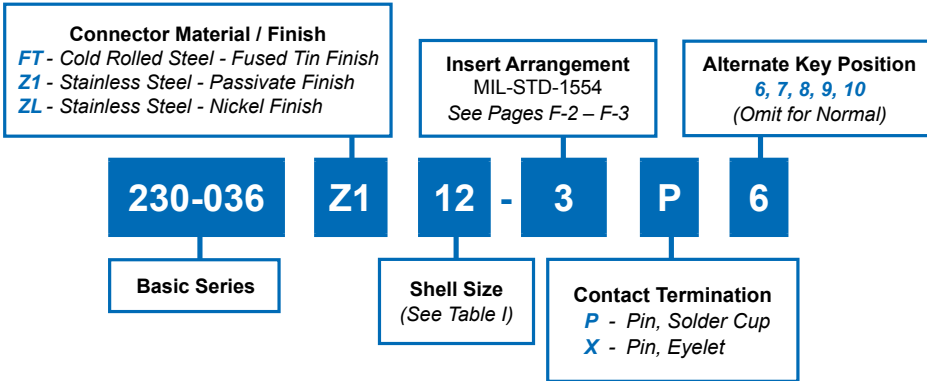 Connector Material / Finish
FT - Cold Rolled Steel - Fused Tin Finish
Z1 - Stainless Steel - Passivate Finish
ZL - Stainless Steel - Nickel Finish
Insert Arrangement
MIL-STD-1554
See Pages F-2 – F-3
Alternate Key Position
6, 7, 8, 9, 10
(Omit for Normal)
230-036 Z1 12 - 3 P 6
Basic Series
Shell Size
(See Table I)
Contact Termination
P - Pin, Solder Cup
X - Pin, Eyelet